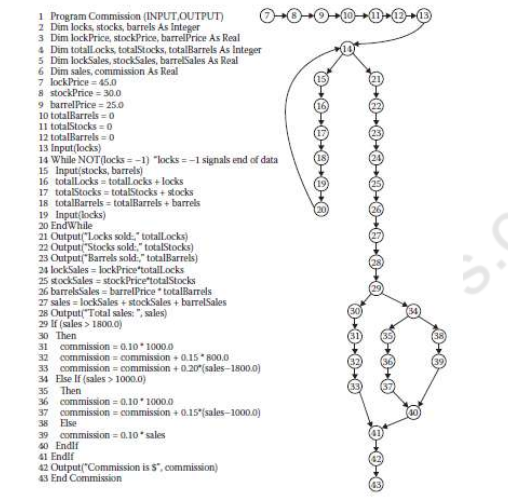 1 Program Commission (INPUT,OUTPUT)
2 Dim locks, stocks, barrels As Integer
3 Dim lockPrice, stockPrice, barrelPrice As Real
4 Dim totalLocks, totalStocks, totalBarrels As Integer
5 Dim lockSales, stockSales, barrelSales As Real
6 Dim sales, commission As Real
7 lockPrice = 45.0
8 stockPrice = 30.0
9 barrelPrice = 25.0
10 totalBarrels = 0
11 totalStocks = 0
12 totalBarrels = 0
13 Input(locks)
14 While NOT(locks = -1) "locks = -1 signals end of data
15 Input(stocks, barrels)
16 totalLocks = totalLocks + locks
17 totalStocks = totalStocks + stocks
18 totalBarrels = totalBarrels + barrels
19 Input(locks)
20 EndWhile
21 Output("Locks sold:," totalLocks)
22 Output("Stocks sold:," totalStocks)
23 Output("Barrels sold:," totalBarrels)
24 lockSales = lockPrice*totalLocks
25 stockSales = stockPrice*totalStocks
26 barrelsSales = barrelPrice * totalBarrels
27 sales = lockSales + stockSales + barrelSales
28 Output("Total sales: ", sales)
29 If (sales > 1800.0)
30 Then
31 commission = 0.10 * 1000.0
32 commission = commission + 0.15 * 800.0
33 commission = commission + 0.20*(sales-1800.0)
34 Else If (sales > 1000.0)
35 Then
36 commission = 0.10 * 1000.0
37 commission = commission + 0.15*(sales-1000.0)
38 Else
39 commission = 0.10 * sales
40 EndIf
41 EndIf
42 Output("Commission is $", commission)
43 End Commission
7 8 9 10 11 12 13
14
15 21
16 22
17 23
18 24
19 25
20 26
27
28
29
30 34
31 35 38
32 36 39
33 37
40
41
42
43